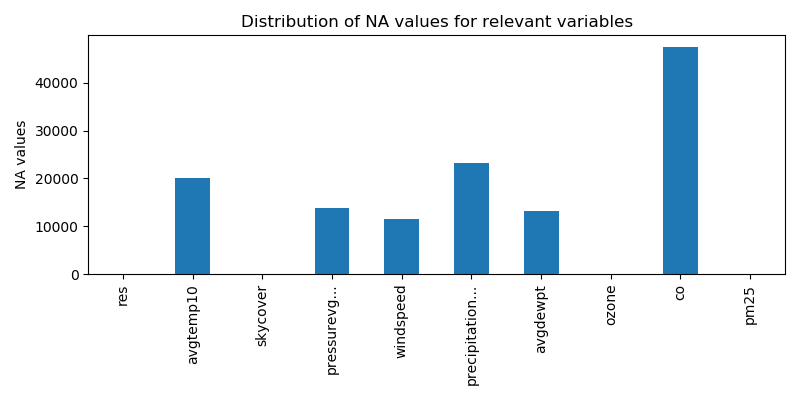 Distribution of NA values for relevant variables
NA values
40000
30000
20000
10000
0
res
avgtemp10
skycover
pressurevg...
windspeed
precipitation...
avgdewpt
ozone
co
pm25